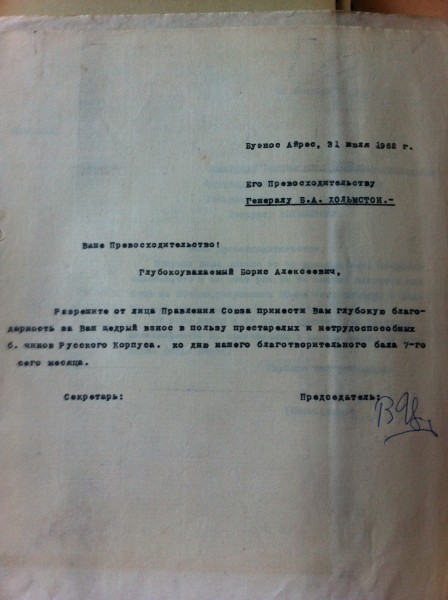 Буэнос Айрес, 31 июля 1962 г.
Его Превосходительству
Генералу Б.А. ХОЛЬМСТОН.-
Ваше Превосходительство!
Глубокоуважаемый Борис Алексеевич,
Разрешите от лица Правления Союза принести Вам глубокую благо-
дарность за Ваш щедрый взнос в пользу престарелых и нетрудоспособных
б. чинов Русского Корпуса. ко дню нашего благотворительного бала 7-го
сего месяца.
Секретарь: Председатель: